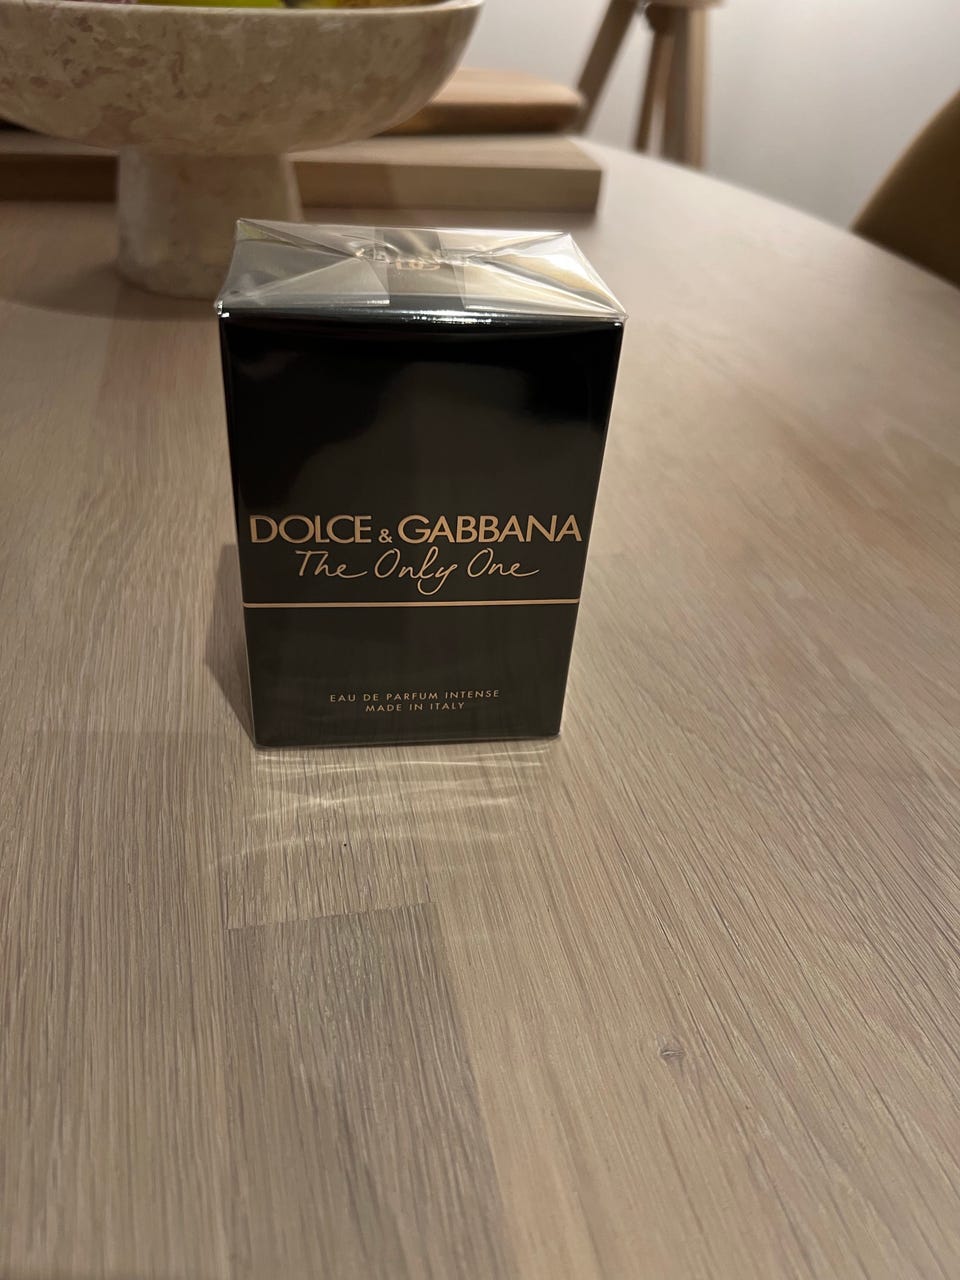 DOLCE & GABBANA
The Only One
EAU DE PARFUM INTENSE
MADE IN ITALY